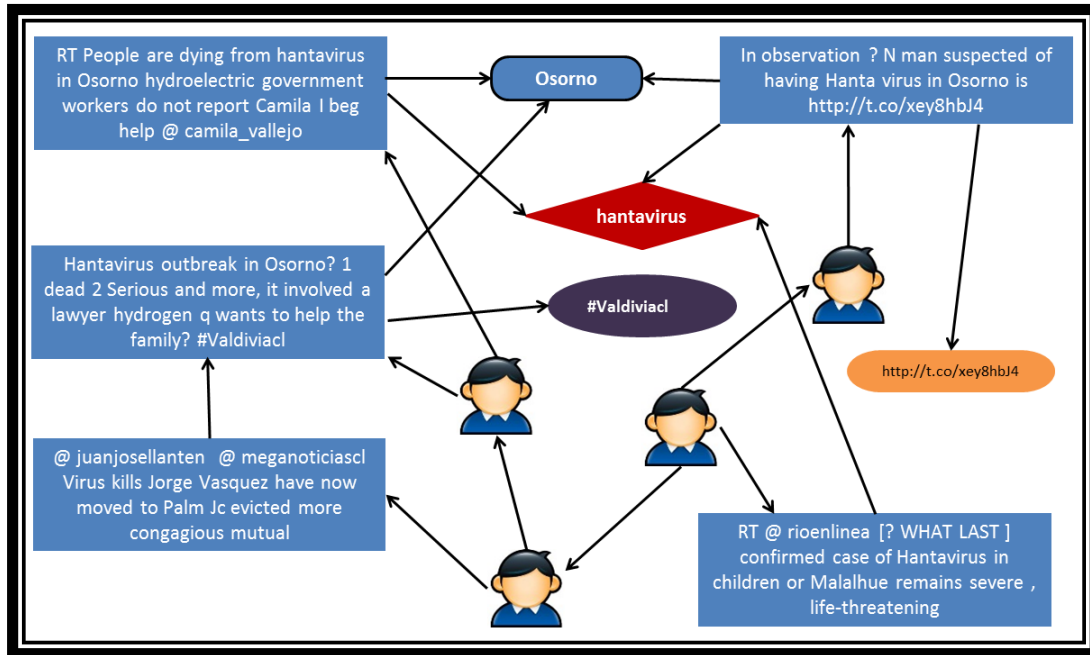 RT People are dying from hantavirus
in Osorno hydroelectric government
workers do not report Camila I beg
help @ camila_vallejo
Osorno
In observation ? N man suspected of
having Hanta virus in Osorno is
http://t.co/xey8hbJ4
hantavirus
Hantavirus outbreak in Osorno? 1
dead 2 Serious and more, it involved a
lawyer hydrogen q wants to help the
family? #Valdiviacl
#Valdiviacl
http://t.co/xey8hbJ4
@ juanjosellanten @ meganoticiascl
Virus kills Jorge Vasquez have now
moved to Palm Jc evicted more
contagious mutual
RT @ rioenlinea [? WHAT LAST ]
confirmed case of Hantavirus in
children or Malalhue remains severe ,
life-threatening